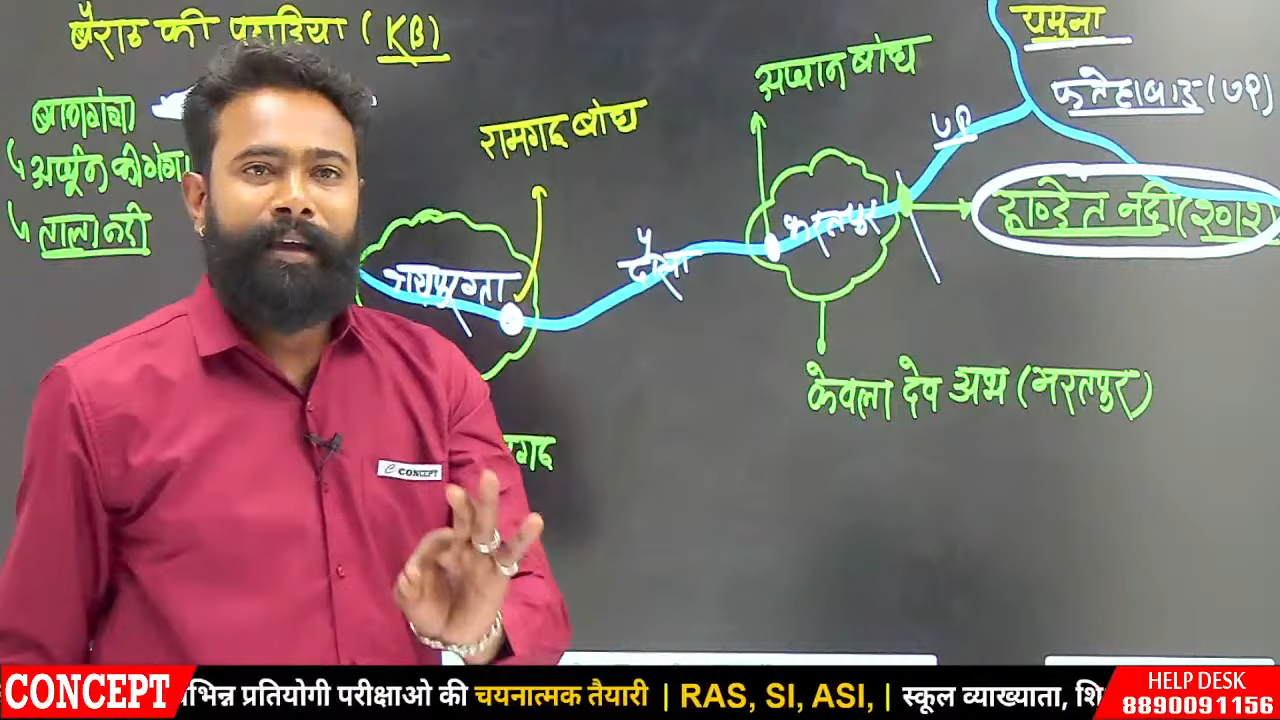 बैराठ की पहाडिया (KB)
बाणगंगा
अर्जुन की गंगा
ताला नदी
रामगढ बांध
अजान बांध
यमुना
फतेहाबाद (UP)
UP
भरतपुर
दौसा
केवला देव अभ (भरतपुर)
मगढ
C CONCEPT
CONCEPT
भिन्न प्रतियोगी परीक्षाओ की चयनात्मक तैयारी | RAS, SI, ASI, | स्कूल व्याख्याता, शि
HELP DESK
8890091156